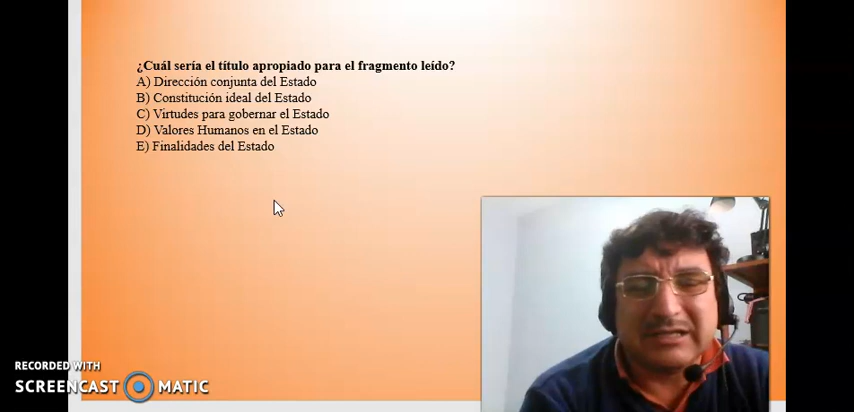 ¿Cuál sería el título apropiado para el fragmento leído?
A) Dirección conjunta del Estado
B) Constitución ideal del Estado
C) Virtudes para gobernar el Estado
D) Valores Humanos en el Estado
E) Finalidades del Estado
RECORDED WITH
SCREENCAST MATIC